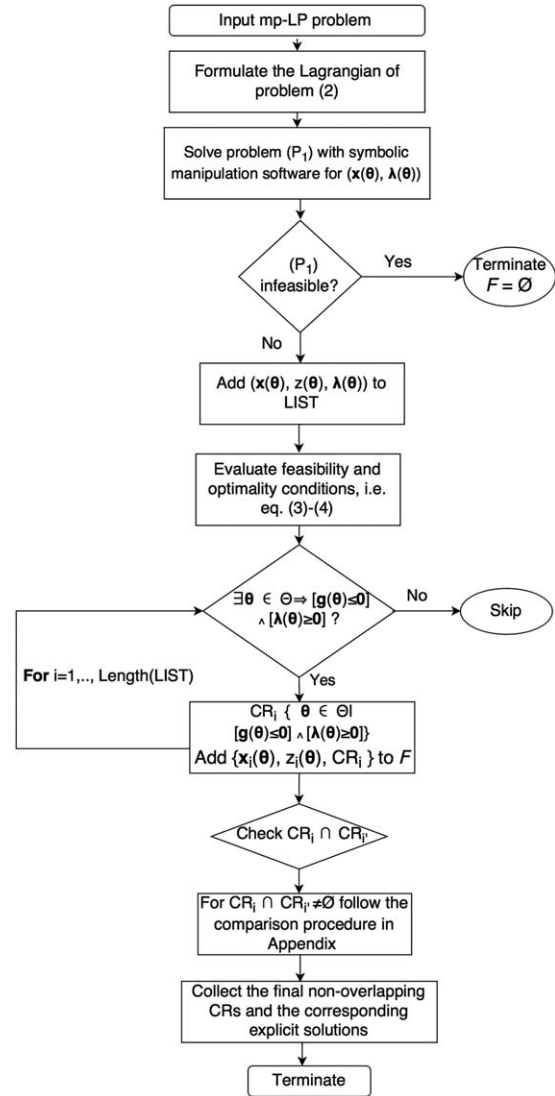 Input mp-LP problem
Formulate the Lagrangian of
problem (2)
Solve problem (P₁) with symbolic
manipulation software for (x(θ), λ(θ))
(P₁)
infeasible?
Yes
Terminate
F = Ø
No
Add (x(θ), z(θ), λ(θ)) to
LIST
Evaluate feasibility and
optimality conditions, i.e.
eq. (3)-(4)
∃θ ∈ Θ⇒ [g(θ)≤0]
∧ [λ(θ)≥0] ?
No
Skip
For i=1,.., Length(LIST)
Yes
CRᵢ { θ ∈ Θ|
[g(θ)≤0] ∧ [λ(θ)≥0]}
Add {xᵢ(θ), zᵢ(θ), CRᵢ } to F
Check CRᵢ ∩ CRᵢ'
For CRᵢ ∩ CRᵢ' ≠Ø follow the
comparison procedure in
Appendix
Collect the final non-overlapping
CRs and the corresponding
explicit solutions
Terminate